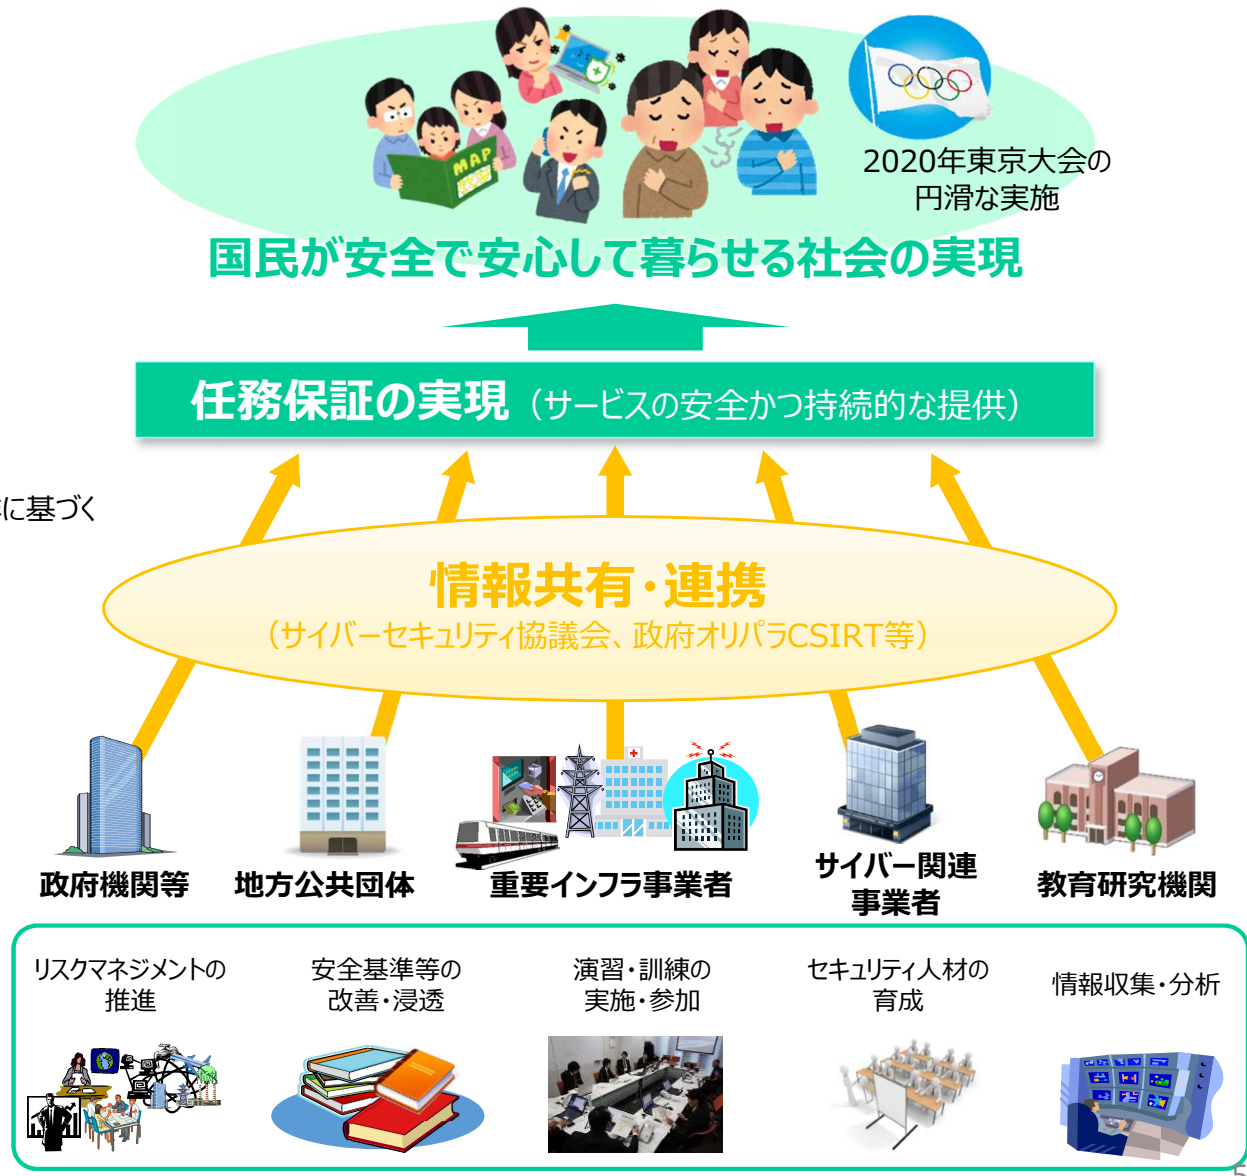 MAP
2020年東京大会の
円滑な実施
国民が安全で安心して暮らせる社会の実現
任務保証の実現（サービスの安全かつ持続的な提供）
に基づく
情報共有・連携
（サイバーセキュリティ協議会、政府オリパラCSIRT等）
政府機関等
地方公共団体
重要インフラ事業者
サイバー関連
事業者
教育研究機関
リスクマネジメントの
推進
安全基準等の
改善・浸透
演習・訓練の
実施・参加
セキュリティ人材の
育成
情報収集・分析